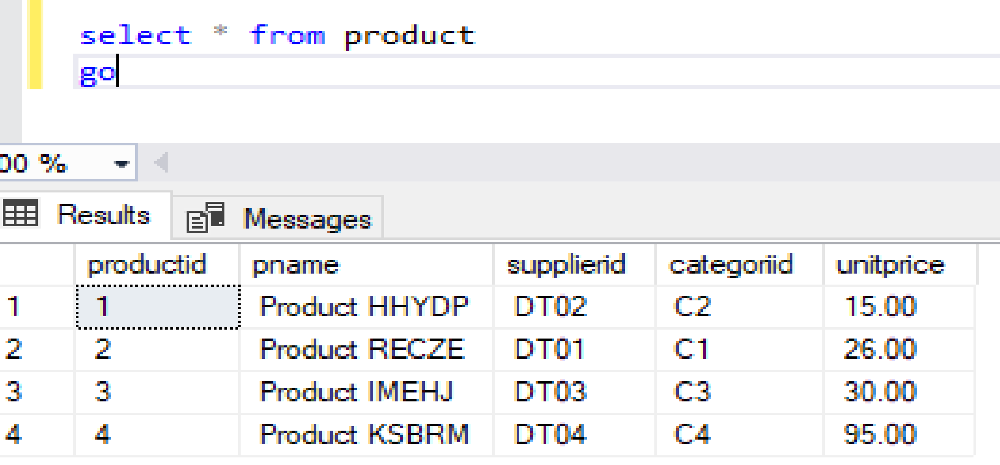 select * from product
go
00 %
Results Messages
productid pname supplierid categoriid unitprice
1 1 Product HHYDP DT02 C2 15.00
2 2 Product RECZE DT01 C1 26.00
3 3 Product IMEHJ DT03 C3 30.00
4 4 Product KSBRM DT04 C4 95.00